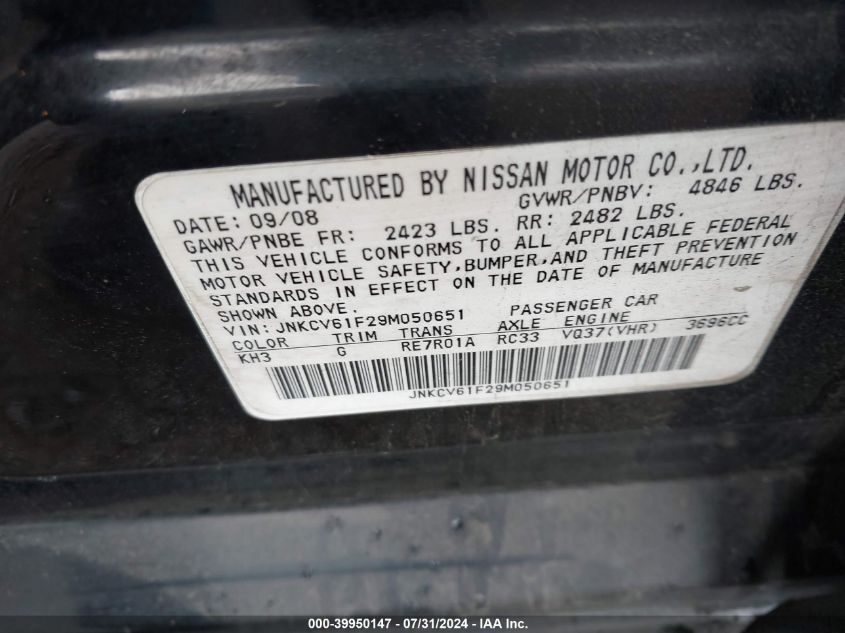 MANUFACTURED BY NISSAN MOTOR CO.,LTD.
DATE: 09/08 GVWR/PNBV: 4846 LBS.
GAWR/PNBE FR: 2423 LBS. RR: 2482 LBS.
THIS VEHICLE CONFORMS TO ALL APPLICABLE FEDERAL
MOTOR VEHICLE SAFETY,BUMPER,AND THEFT PREVENTION
STANDARDS IN EFFECT ON THE DATE OF MANUFACTURE
SHOWN ABOVE.
VIN:JNKCV61F29M050651 PASSENGER CAR
COLOR TRIM TRANS AXLE ENGINE
KH3 G RE7R01A RC33 VQ37(VHR) 3696CC
JNKCV61F29M050651
000-39950147 - 07/31/2024 - IAA Inc.